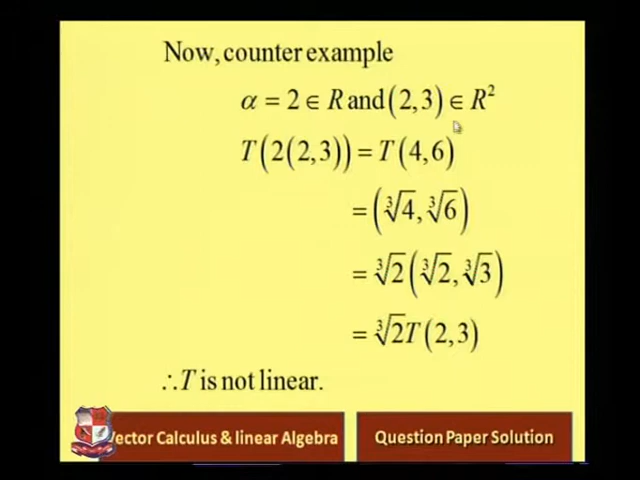 Now, counter example
α = 2 ∈ R and (2,3) ∈ R²
T(2(2,3)) = T(4,6)
= (∛4, ∛6)
= ∛2(∛2, ∛3)
= ∛2T(2,3)
∴ T is not linear.
Vector Calculus & linear Algebra
Question Paper Solution